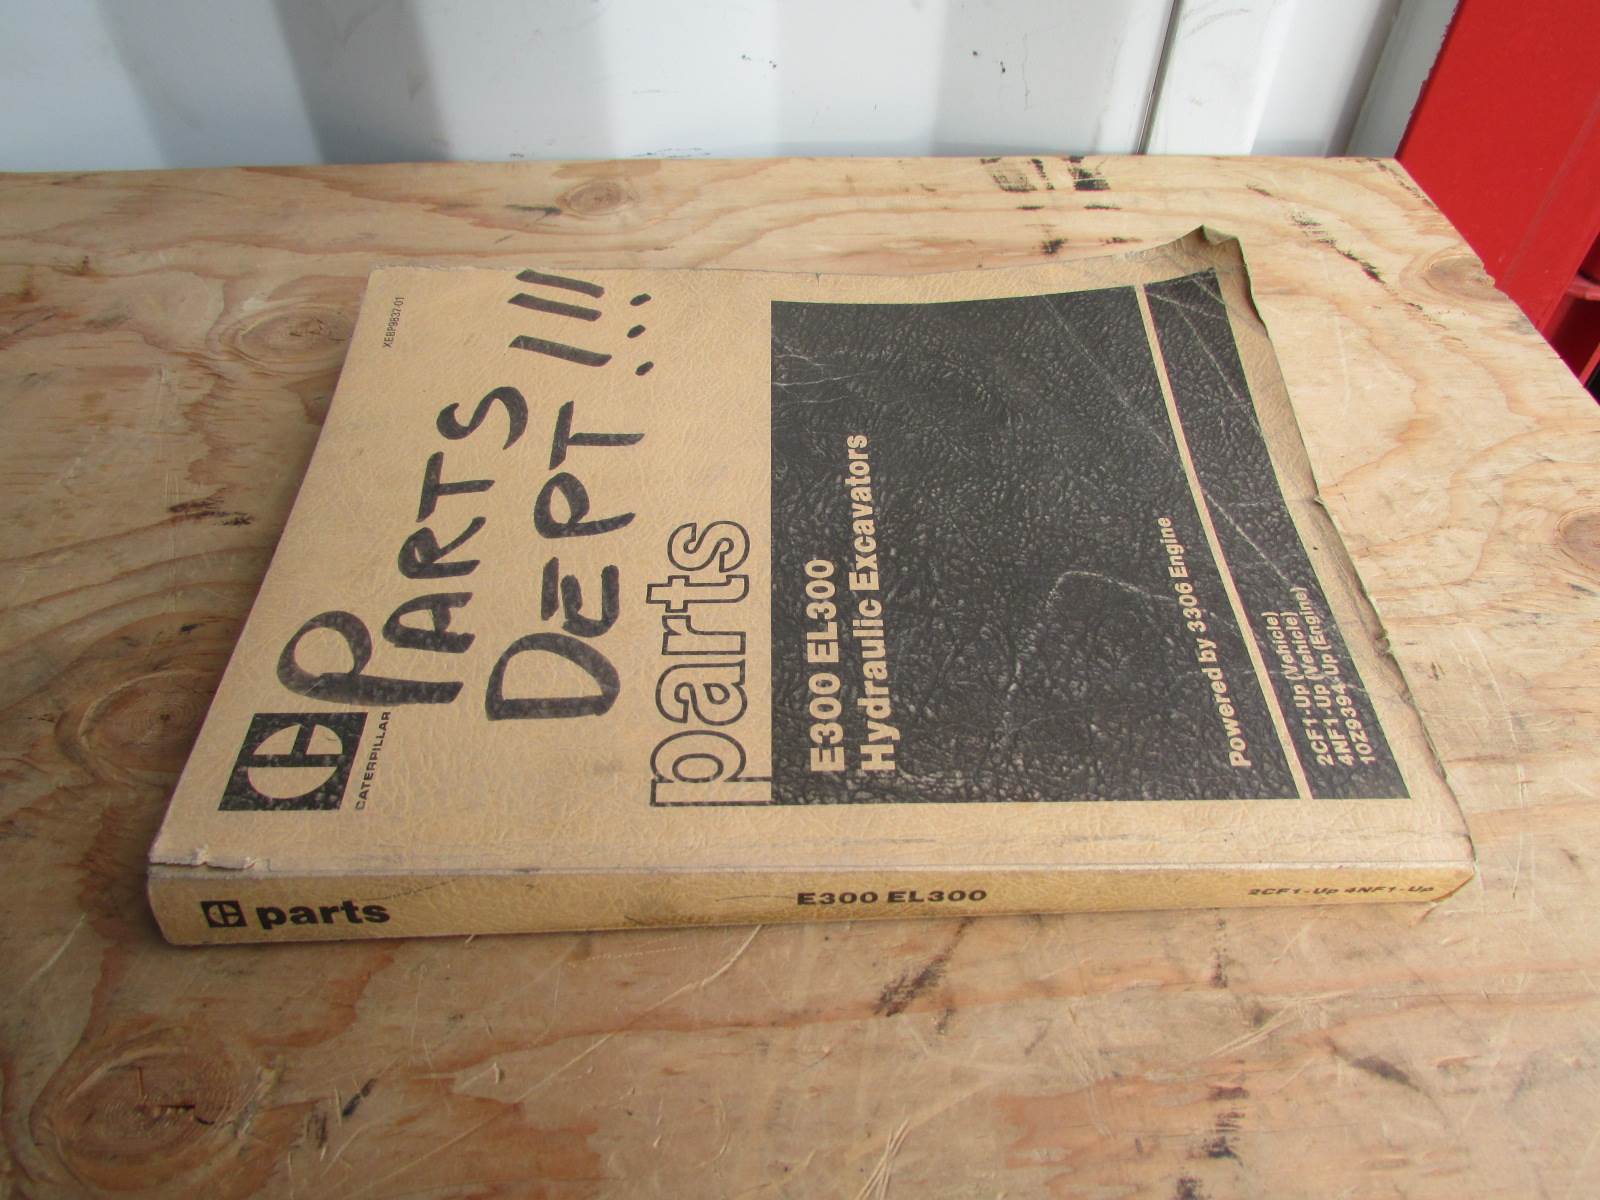 XEBP9837-01
CATERPILLAR
PARTS !!!
DEPT...
parts
E300 EL300
Hydraulic Excavators
Powered by 3306 Engine
2CF1-Up (Vehicle)
4NF1-Up (Vehicle)
10Z9394-Up (Engine)
parts
E300 EL300
2CF1-Up 4NF1-Up